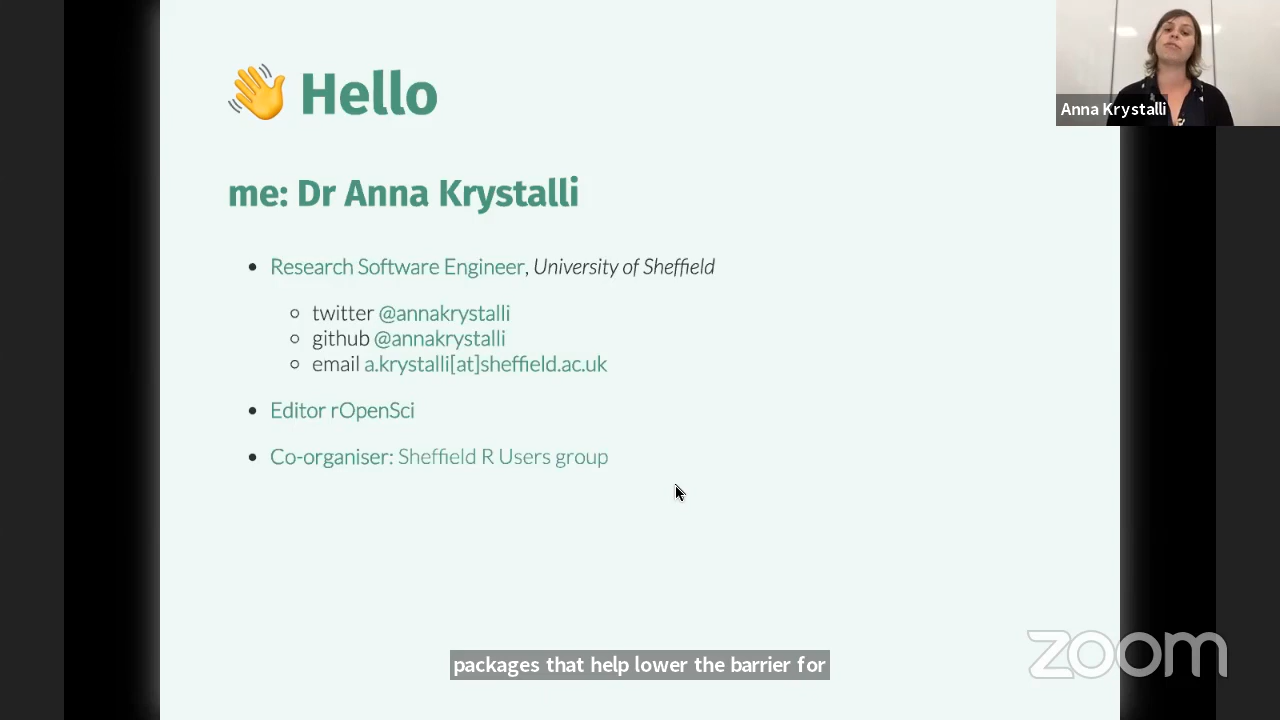 Hello
Anna Krystalli
me: Dr Anna Krystalli
Research Software Engineer, University of Sheffield
twitter @annakrystalli
github @annakrystalli
email a.krystalli[at]sheffield.ac.uk
Editor rOpenSci
Co-organiser: Sheffield R Users group
packages that help lower the barrier for
zoom